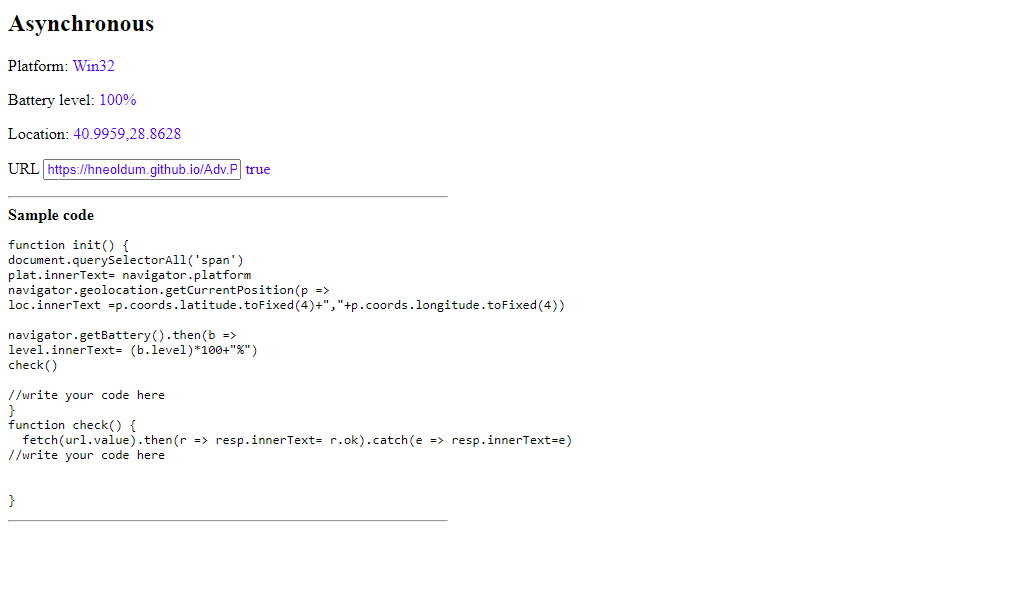 Asynchronous
Platform: Win32
Battery level: 100%
Location: 40.9959,28.8628
URL https://hneoldum.github.io/Adv.P true
Sample code
function init() {
document.querySelectorAll('span')
plat.innerText= navigator.platform
navigator.geolocation.getCurrentPosition(p =>
loc.innerText =p.coords.latitude.toFixed(4)+","+p.coords.longitude.toFixed(4))
navigator.getBattery().then(b =>
level.innerText= (b.level)*100+"%")
check()
//write your code here
}
function check() {
  fetch(url.value).then(r => resp.innerText= r.ok).catch(e => resp.innerText=e)
//write your code here
}